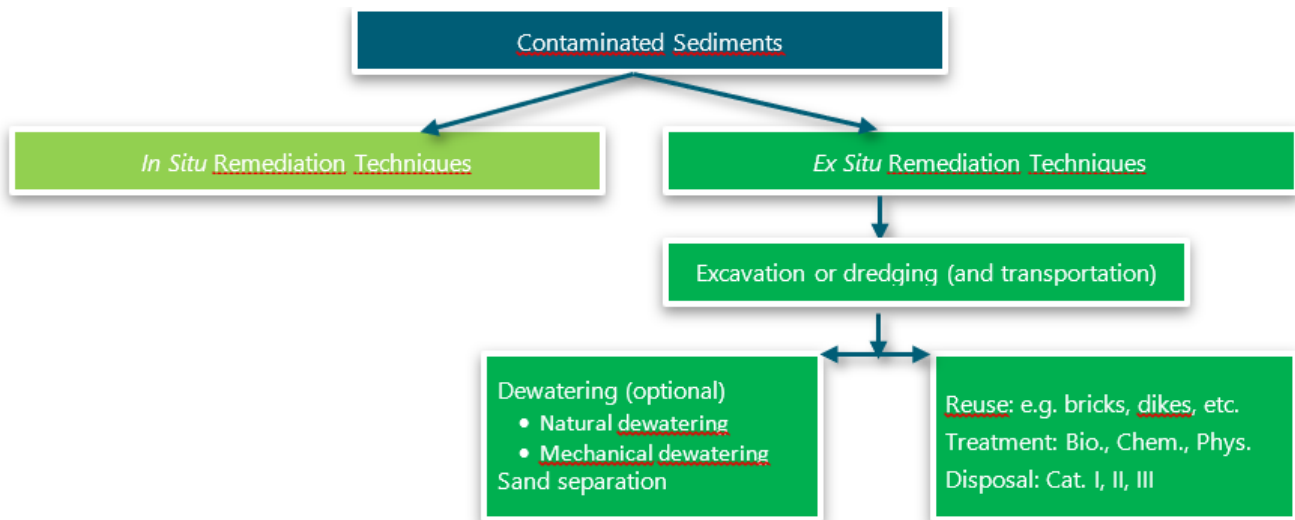 Contaminated Sediments
In Situ Remediation Techniques
Ex Situ Remediation Techniques
Excavation or dredging (and transportation)
Dewatering (optional)
• Natural dewatering
• Mechanical dewatering
Sand separation
Reuse: e.g. bricks, dikes, etc.
Treatment: Bio., Chem., Phys.
Disposal: Cat. I, II, III